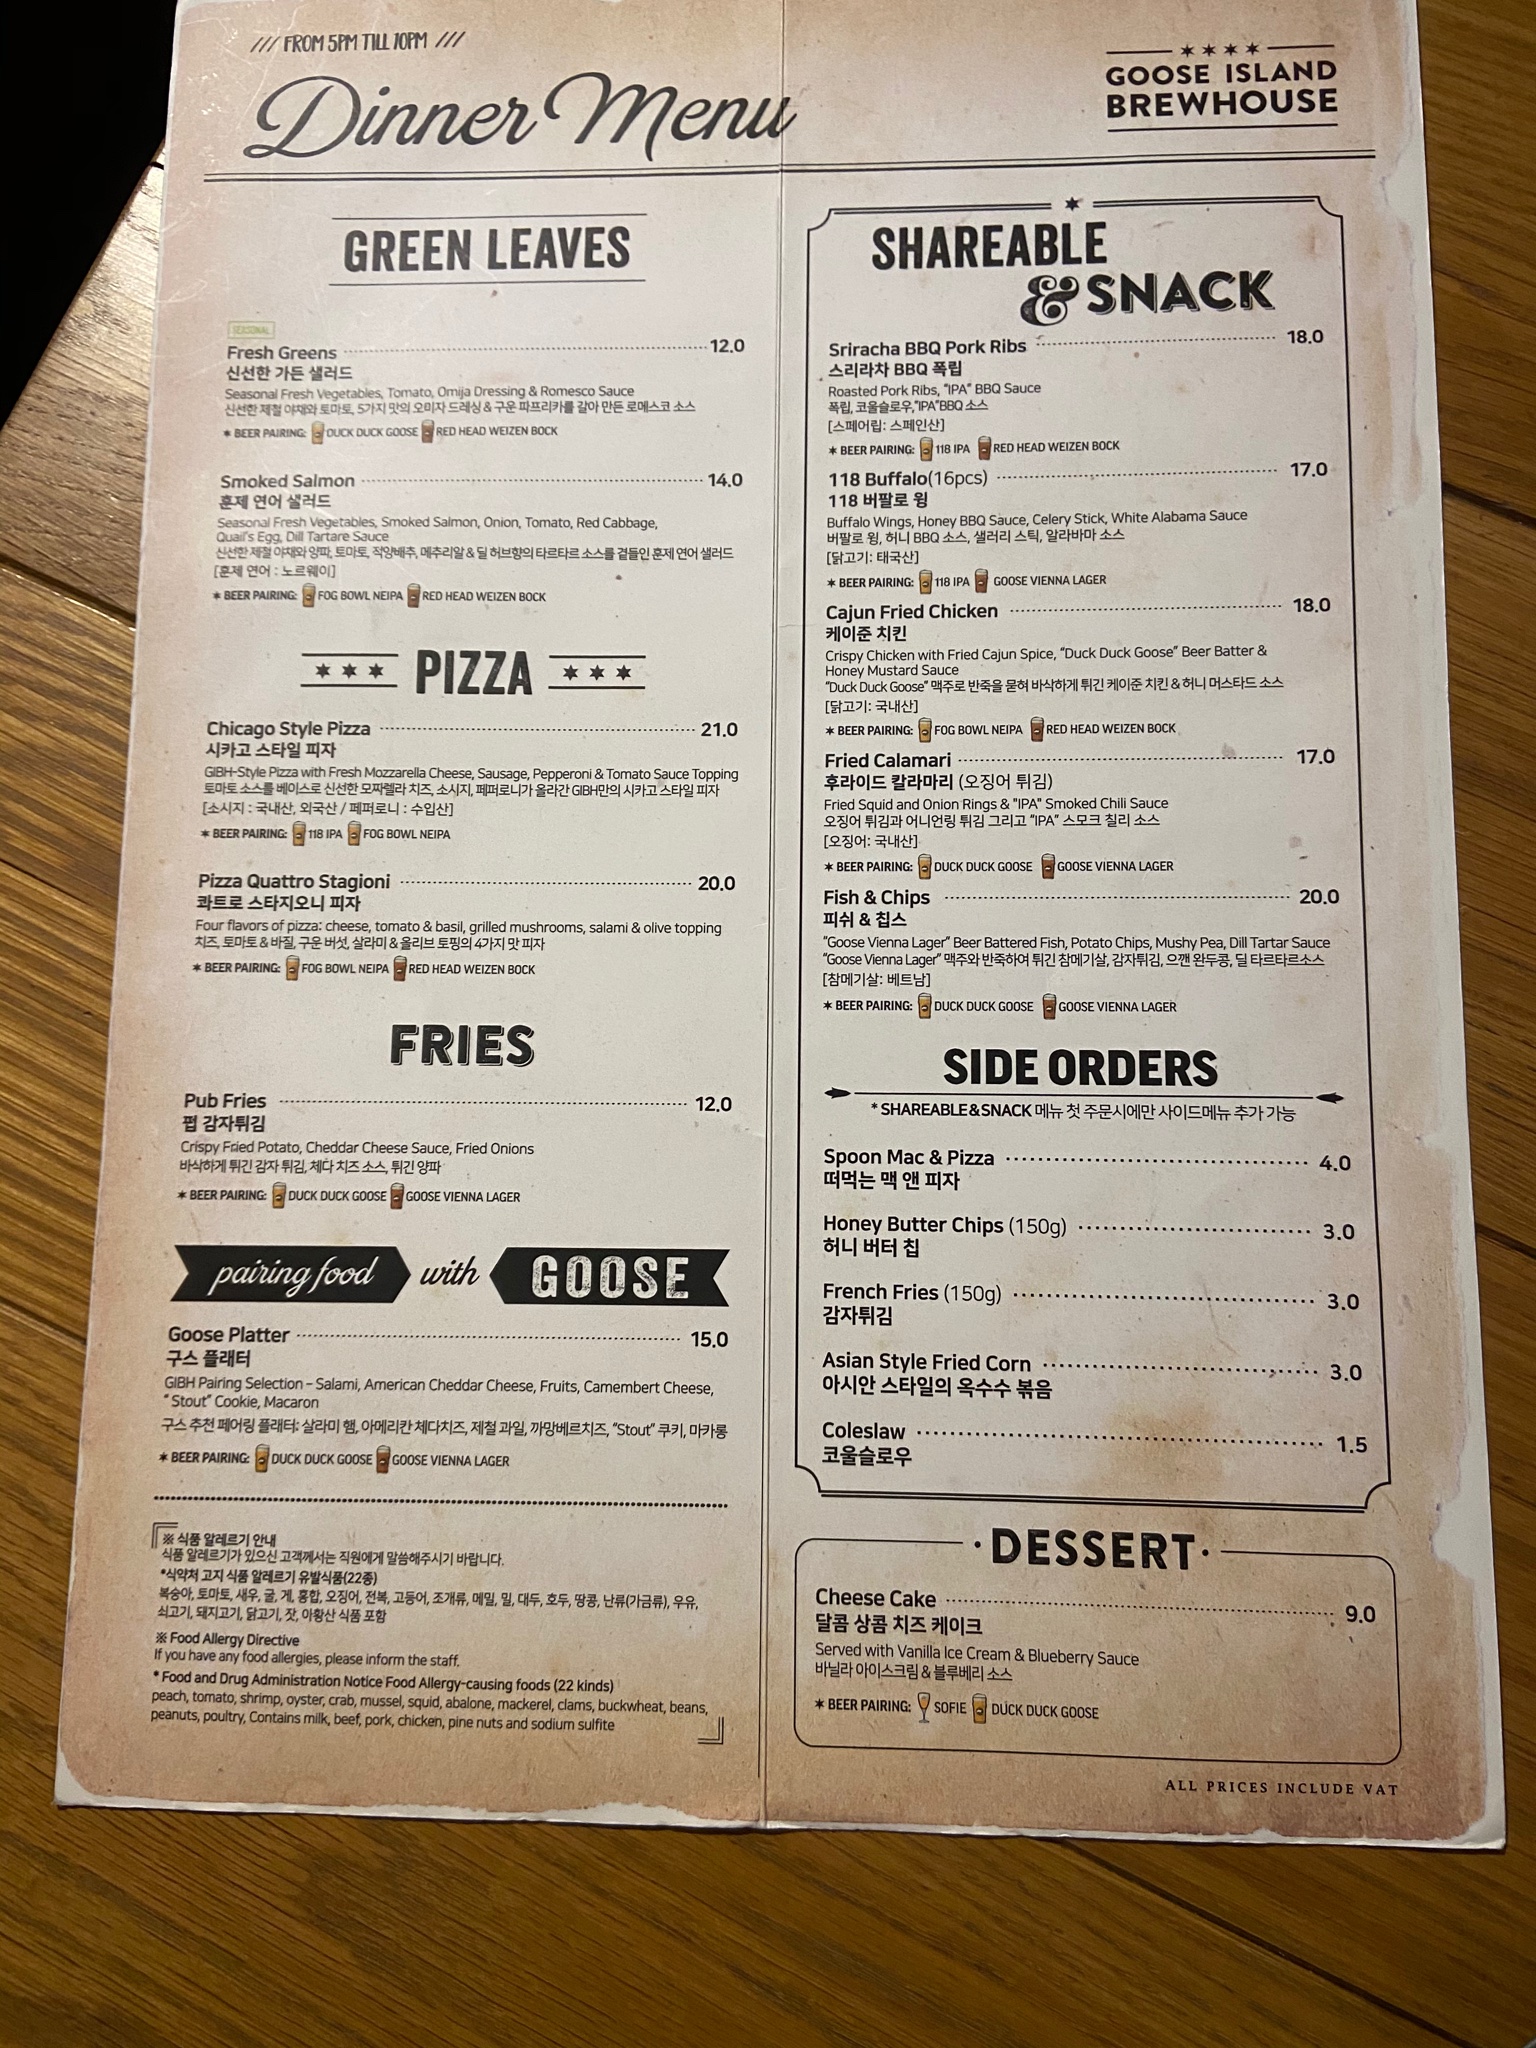 /// FROM 5PM TILL 10PM ///
Dinner Menu
GOOSE ISLAND
BREWHOUSE
GREEN LEAVES
SEASONAL
Fresh Greens 12.0
신선한 가든 샐러드
Seasonal Fresh Vegetables, Tomato, Omija Dressing & Romesco Sauce
신선한 제철 야채와 토마토, 5가지 맛의 오미자 드레싱 & 구운 파프리카를 갈아 만든 로메스코 소스
* BEER PAIRING: DUCK DUCK GOOSE RED HEAD WEIZEN BOCK
Smoked Salmon 14.0
훈제 연어 샐러드
Seasonal Fresh Vegetables, Smoked Salmon, Onion, Tomato, Red Cabbage,
Quail's Egg, Dill Tartare Sauce
신선한 제철 야채와 양파, 토마토, 적양배추, 메추리알 & 딜 허브향의 타르타르 소스를 곁들인 훈제 연어 샐러드
[훈제 연어 : 노르웨이]
* BEER PAIRING: FOG BOWL NEIPA RED HEAD WEIZEN BOCK
PIZZA
Chicago Style Pizza 21.0
시카고 스타일 피자
GIBH-Style Pizza with Fresh Mozzarella Cheese, Sausage, Pepperoni & Tomato Sauce Topping
토마토 소스를 베이스로 신선한 모짜렐라 치즈, 소시지, 페퍼로니가 올라간 GIBH만의 시카고 스타일 피자
[소시지 : 국내산, 외국산 / 페퍼로니 : 수입산]
* BEER PAIRING: 118 IPA FOG BOWL NEIPA
Pizza Quattro Stagioni 20.0
콰트로 스타지오니 피자
Four flavors of pizza: cheese, tomato & basil, grilled mushrooms, salami & olive topping
치즈, 토마토 & 바질, 구운 버섯, 살라미 & 올리브 토핑의 4가지 맛 피자
* BEER PAIRING: FOG BOWL NEIPA RED HEAD WEIZEN BOCK
FRIES
Pub Fries 12.0
펍 감자튀김
Crispy Fried Potato, Cheddar Cheese Sauce, Fried Onions
바삭하게 튀긴 감자 튀김, 체다 치즈 소스, 튀긴 양파
* BEER PAIRING: DUCK DUCK GOOSE GOOSE VIENNA LAGER
pairing food with GOOSE
Goose Platter 15.0
구스 플래터
GIBH Pairing Selection – Salami, American Cheddar Cheese, Fruits, Camembert Cheese,
"Stout" Cookie, Macaron
구스 추천 페어링 플래터: 살라미 햄, 아메리칸 체다치즈, 제철 과일, 까망베르치즈, "Stout" 쿠키, 마카롱
* BEER PAIRING: DUCK DUCK GOOSE GOOSE VIENNA LAGER
※ 식품 알레르기 안내
식품 알레르기가 있으신 고객께서는 직원에게 말씀해주시기 바랍니다.
*식약처 고지 식품 알레르기 유발식품(22종)
복숭아, 토마토, 새우, 굴, 게, 홍합, 오징어, 전복, 고등어, 조개류, 메밀, 밀, 대두, 호두, 땅콩, 난류(가금류), 우유,
쇠고기, 돼지고기, 닭고기, 잣, 아황산 식품 포함
※ Food Allergy Directive
If you have any food allergies, please inform the staff.
* Food and Drug Administration Notice Food Allergy-causing foods (22 kinds)
peach, tomato, shrimp, oyster, crab, mussel, squid, abalone, mackerel, clams, buckwheat, beans,
peanuts, poultry, Contains milk, beef, pork, chicken, pine nuts and sodium sulfite
SHAREABLE
& SNACK
Sriracha BBQ Pork Ribs 18.0
스리라차 BBQ 폭립
Roasted Pork Ribs, "IPA" BBQ Sauce
폭립, 코울슬로우,"IPA"BBQ 소스
[스페어립: 스페인산]
* BEER PAIRING: 118 IPA RED HEAD WEIZEN BOCK
118 Buffalo(16pcs) 17.0
118 버팔로 윙
Buffalo Wings, Honey BBQ Sauce, Celery Stick, White Alabama Sauce
버팔로 윙, 허니 BBQ 소스, 샐러리 스틱, 알라바마 소스
[닭고기: 태국산]
* BEER PAIRING: 118 IPA GOOSE VIENNA LAGER
Cajun Fried Chicken 18.0
케이준 치킨
Crispy Chicken with Fried Cajun Spice, "Duck Duck Goose" Beer Batter &
Honey Mustard Sauce
"Duck Duck Goose" 맥주로 반죽을 묻혀 바삭하게 튀긴 케이준 치킨 & 허니 머스타드 소스
[닭고기: 국내산]
* BEER PAIRING: FOG BOWL NEIPA RED HEAD WEIZEN BOCK
Fried Calamari 17.0
후라이드 칼라마리 (오징어 튀김)
Fried Squid and Onion Rings & "IPA" Smoked Chili Sauce
오징어 튀김과 어니언링 튀김 그리고 "IPA" 스모크 칠리 소스
[오징어: 국내산]
* BEER PAIRING: DUCK DUCK GOOSE GOOSE VIENNA LAGER
Fish & Chips 20.0
피쉬 & 칩스
"Goose Vienna Lager" Beer Battered Fish, Potato Chips, Mushy Pea, Dill Tartar Sauce
"Goose Vienna Lager" 맥주와 반죽하여 튀긴 참메기살, 감자튀김, 으깬 완두콩, 딜 타르타르소스
[참메기살: 베트남]
* BEER PAIRING: DUCK DUCK GOOSE GOOSE VIENNA LAGER
SIDE ORDERS
* SHAREABLE&SNACK 메뉴 첫 주문시에만 사이드메뉴 추가 가능
Spoon Mac & Pizza 4.0
떠먹는 맥 앤 피자
Honey Butter Chips (150g) 3.0
허니 버터 칩
French Fries (150g) 3.0
감자튀김
Asian Style Fried Corn 3.0
아시안 스타일의 옥수수 볶음
Coleslaw 1.5
코울슬로우
·DESSERT·
Cheese Cake 9.0
달콤 상콤 치즈 케이크
Served with Vanilla Ice Cream & Blueberry Sauce
바닐라 아이스크림 & 블루베리 소스
* BEER PAIRING: SOFIE DUCK DUCK GOOSE
ALL PRICES INCLUDE VAT